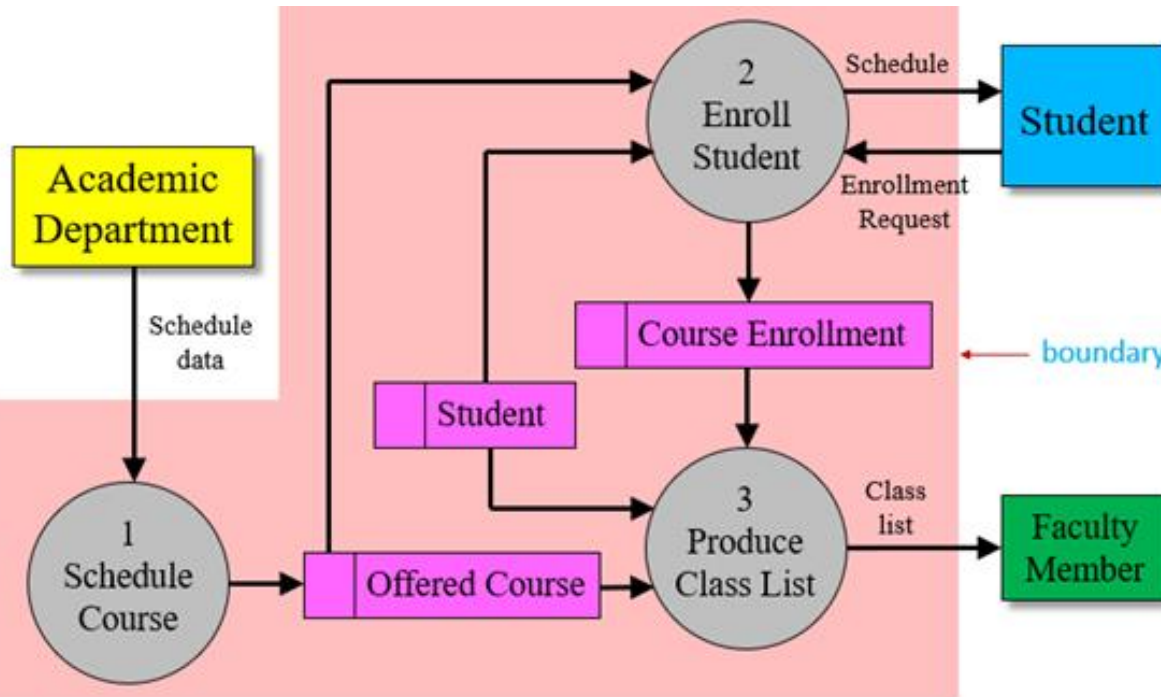 2
Enroll
Student
Schedule
Student
Enrollment
Request
Academic
Department
Schedule
data
Course Enrollment
boundary
Student
1
Schedule
Course
Offered Course
3
Produce
Class List
Class
list
Faculty
Member